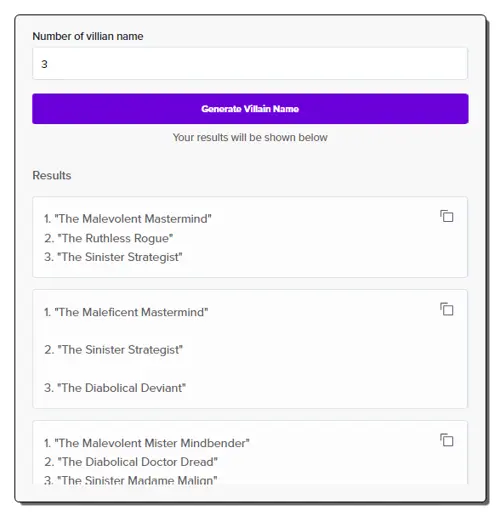 Number of villian name
3
Generate Villain Name
Your results will be shown below
Results
1. "The Malevolent Mastermind"
2. "The Ruthless Rogue"
3. "The Sinister Strategist"
1. "The Maleficent Mastermind"
2. "The Sinister Strategist"
3. "The Diabolical Deviant"
1. "The Malevolent Mister Mindbender"
2. "The Diabolical Doctor Dread"
3. "The Sinister Madame Malign"